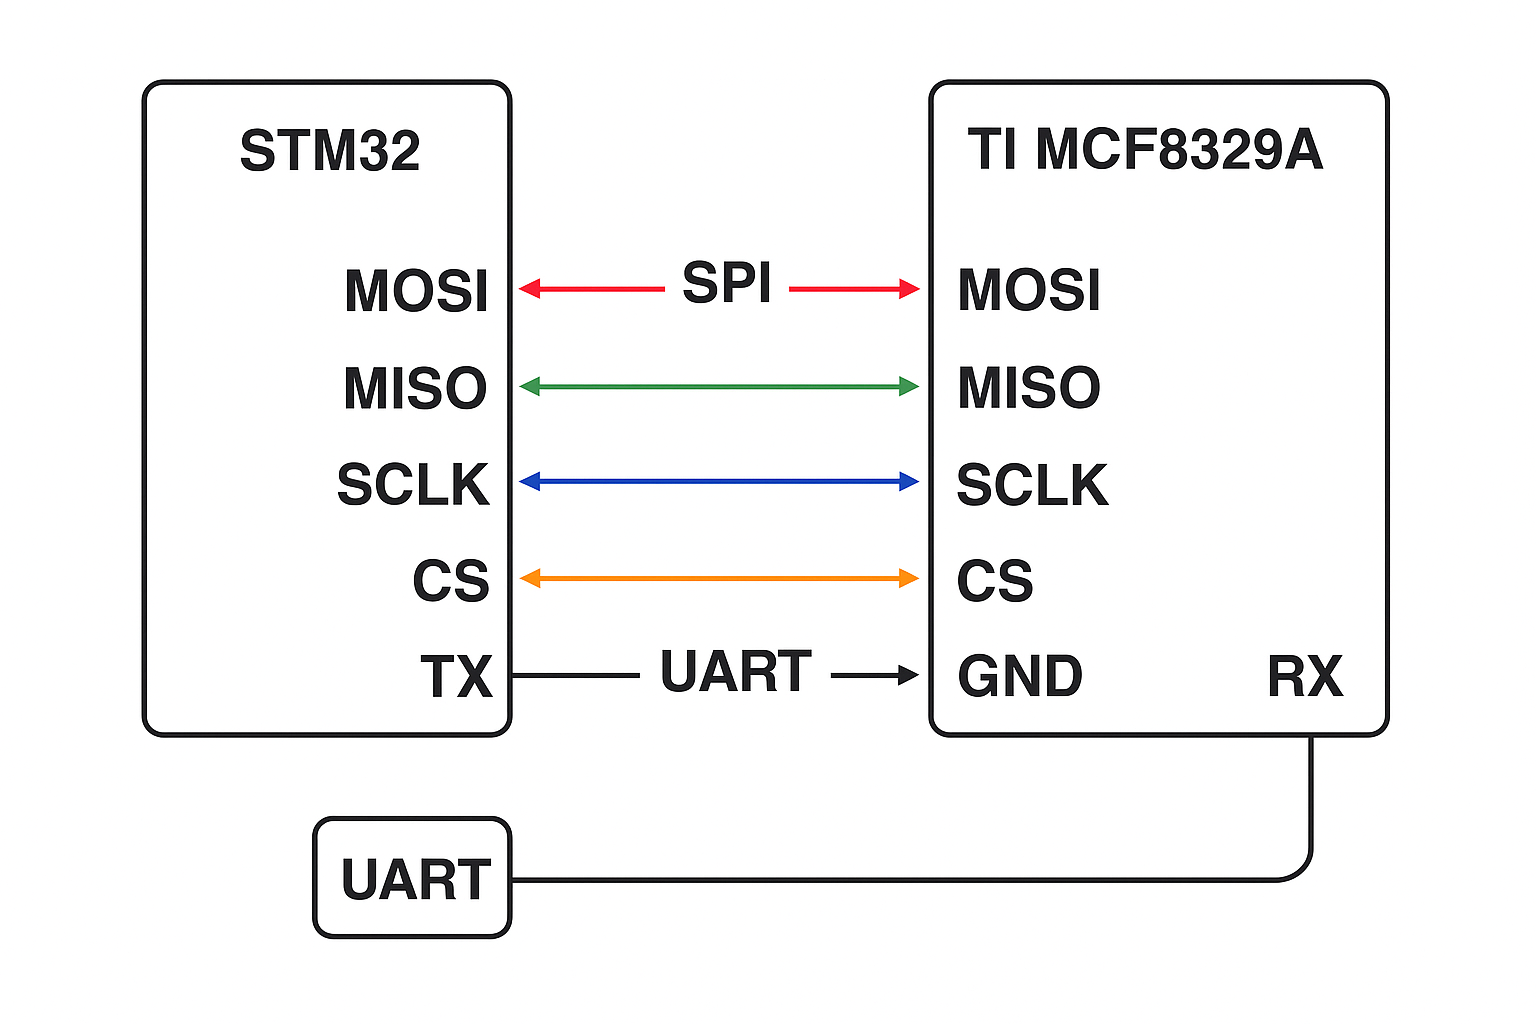 STM32
TI MCF8329A
MOSI
SPI
MOSI
MISO
MISO
SCLK
SCLK
CS
CS
TX
UART
GND
RX
UART